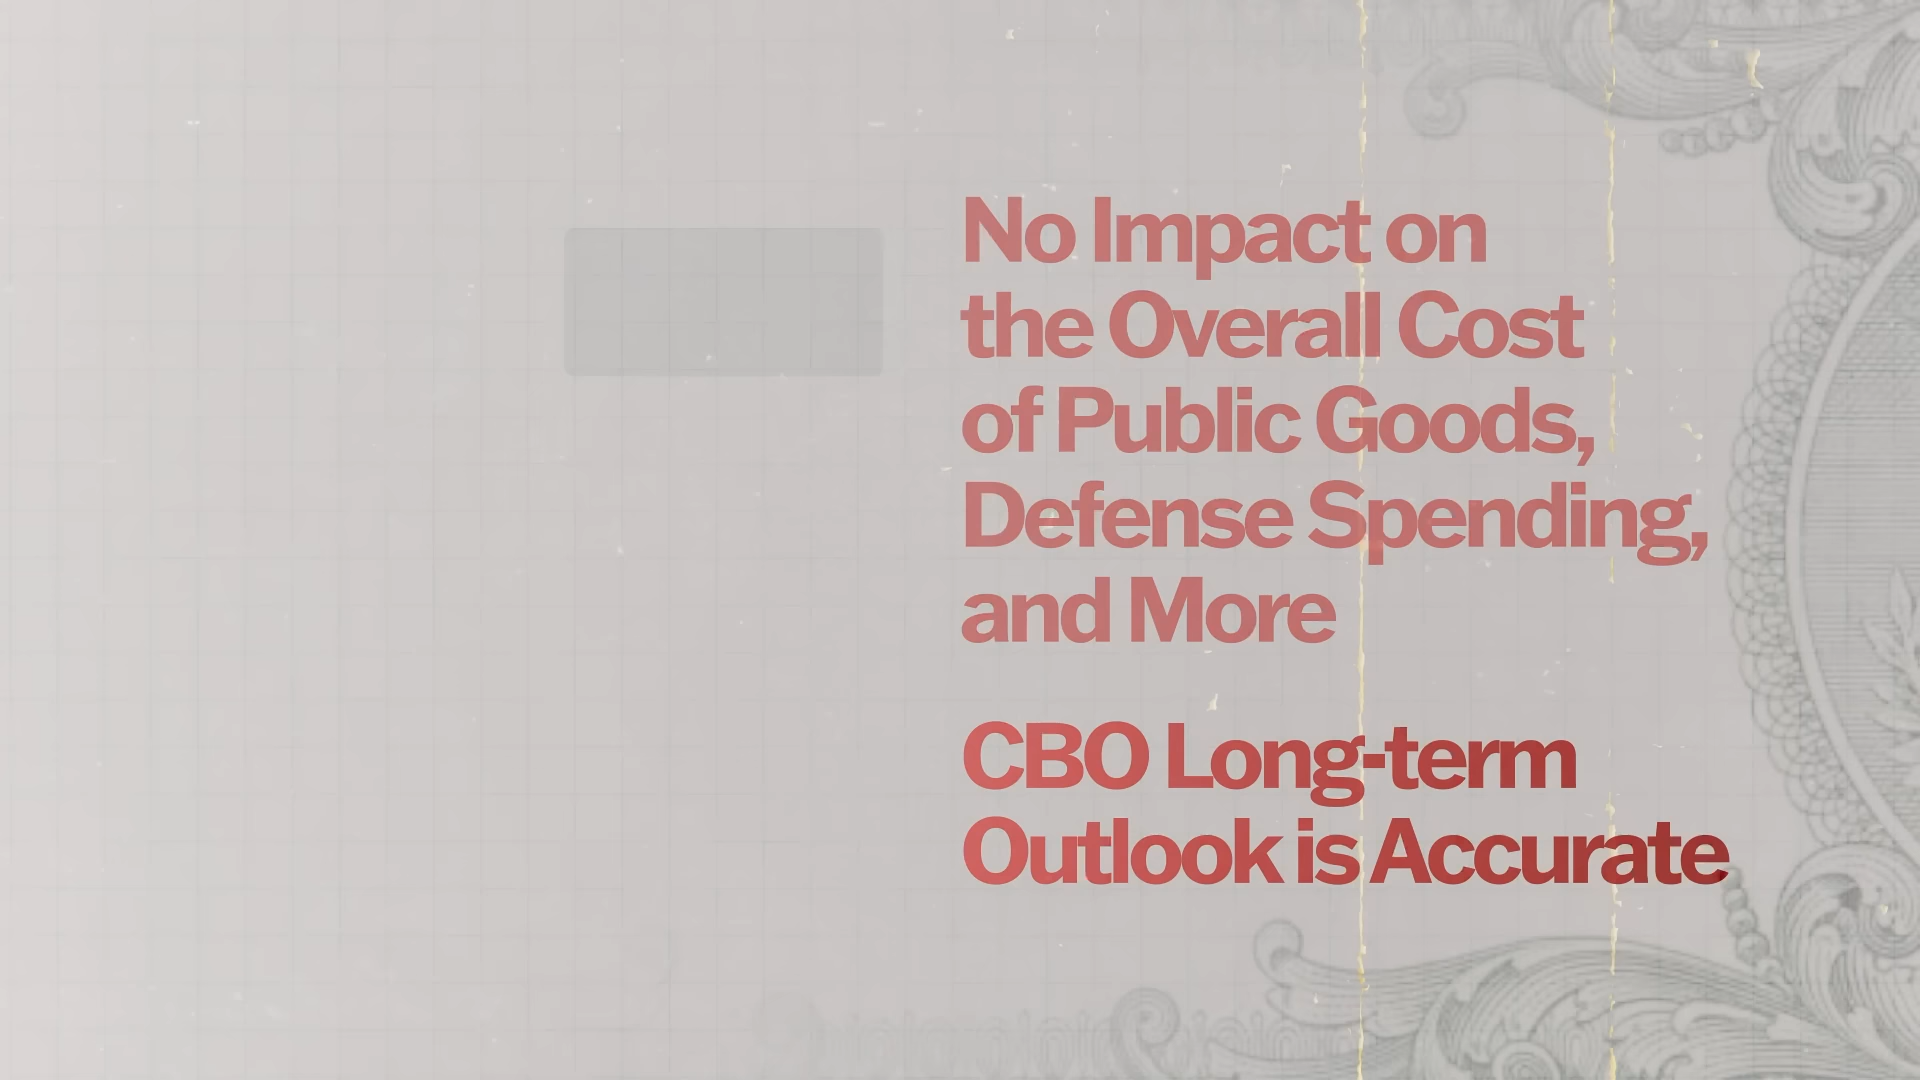 No Impact on
the Overall Cost
of Public Goods,
Defense Spending,
and More
CBO Long-term
Outlook is Accurate